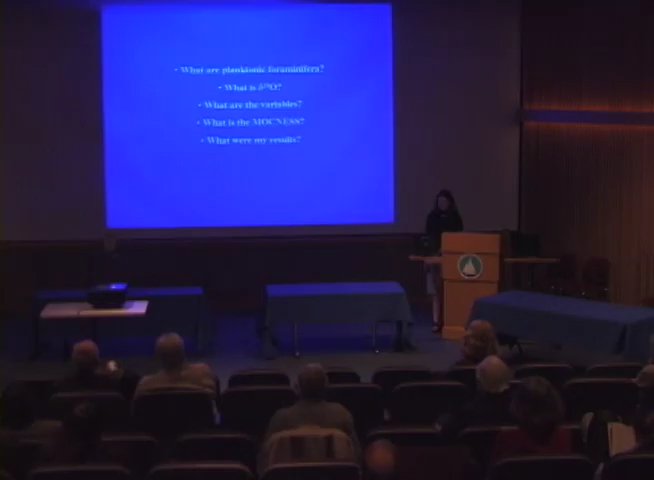 • What are planktonic foraminifera?
• What is δ¹⁸O?
• What are the variables?
• What is the MOCNESS?
• What were my results?